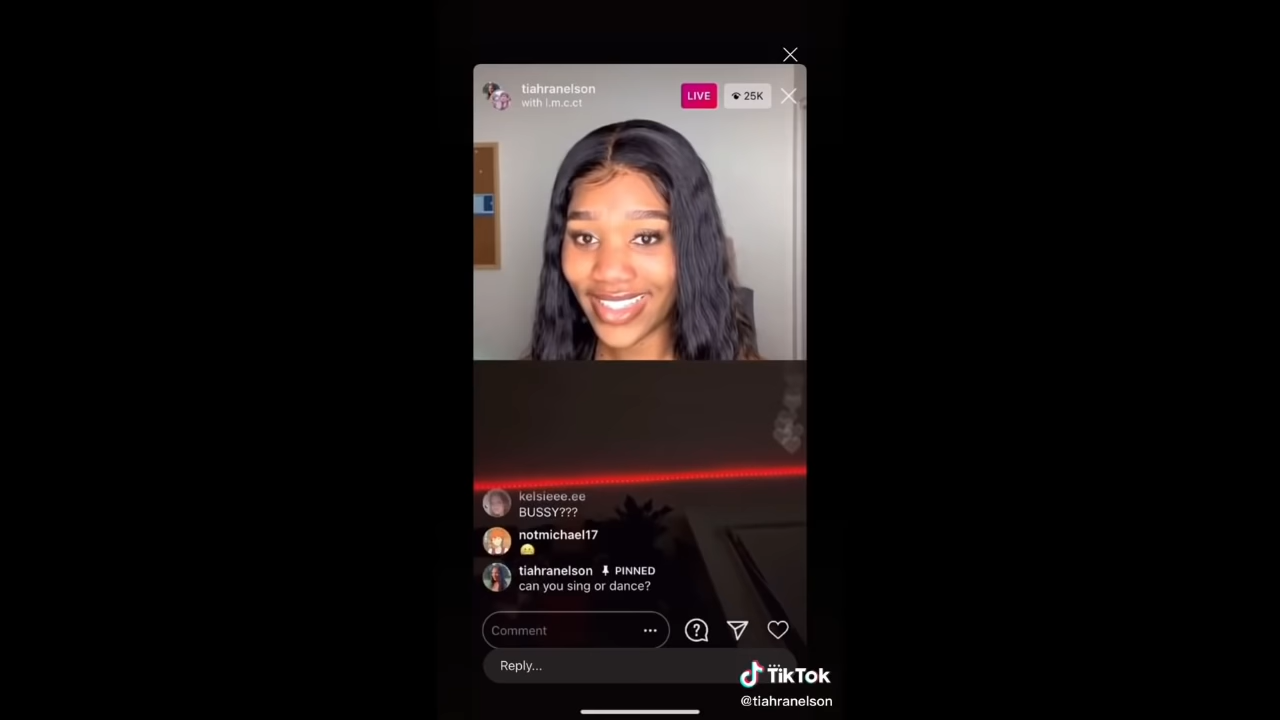 tiahranelson
with l.m.c.ct
LIVE
25K
kelsieee.ee
BUSSY???
notmichael17
tiahranelson PINNED
can you sing or dance?
Comment
Reply...
TikTok
@tiahranelson